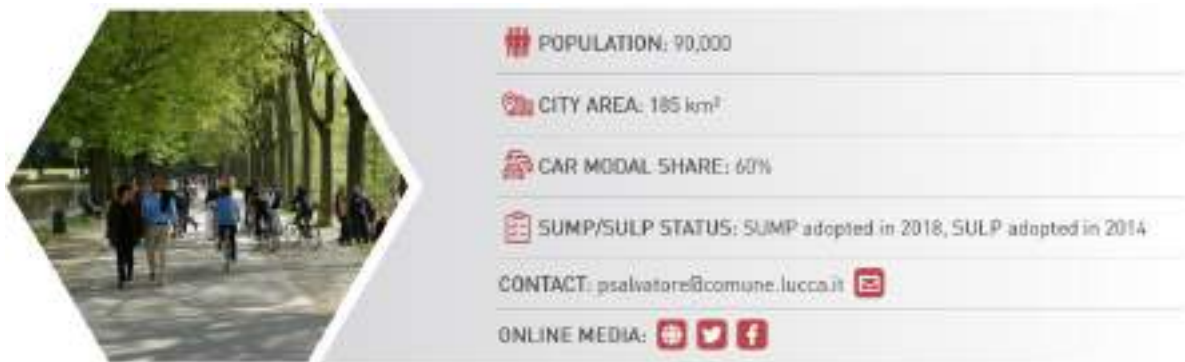 POPULATION: 90,000
CITY AREA: 185 km²
CAR MODAL SHARE: 60%
SUMP/SULP STATUS: SUMP adopted in 2018, SULP adopted in 2014
CONTACT: psalvatore@comune.lucca.it
ONLINE MEDIA: